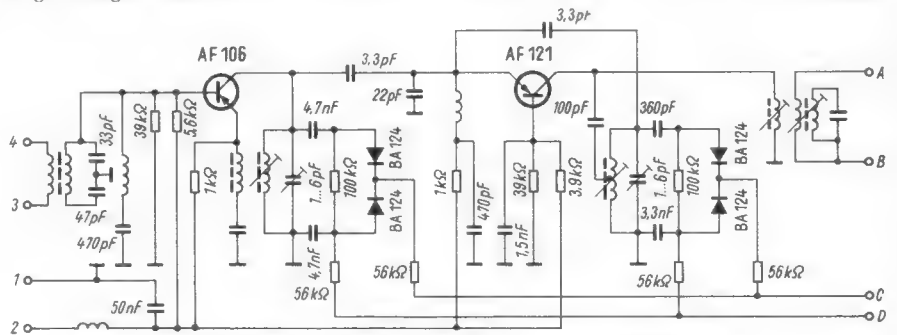 3,3pF
AF 106
AF 121
A
3,3pF
22pF
100pF
360pF
4,7nF
BA 124
BA 124
4
33pF
39kΩ
5,6kΩ
1kΩ
1...6pF
100kΩ
1kΩ
470pF
39kΩ
3,9kΩ
1...6pF
100kΩ
B
3
47pF
470pF
BA 124
1,5nF
3,3nF
BA 124
4,7nF
56kΩ
56kΩ
56kΩ
56kΩ
1
50nF
C
D
2